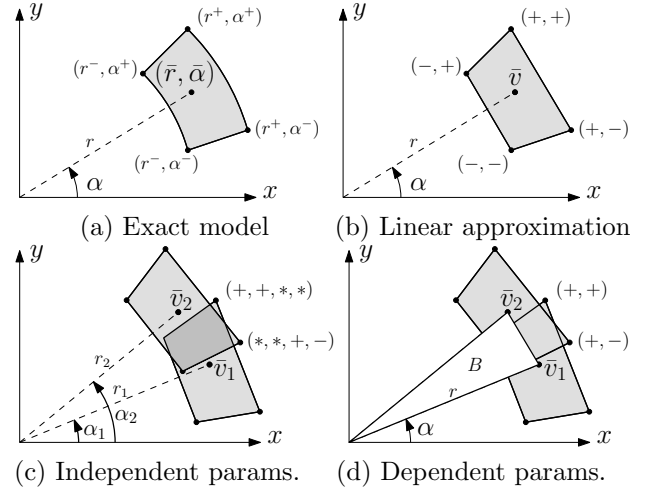 y
(r⁺, α⁺)
(r⁻, α⁺)
(r̄, ᾱ)
r
(r⁺, α⁻)
(r⁻, α⁻)
α
x
(a) Exact model
y
(+, +)
(−, +)
v̄
r
(+, −)
(−, −)
α
x
(b) Linear approximation
y
v̄₂
(+, +, ∗, ∗)
(∗, ∗, +, −)
r₂
v̄₁
r₁
α₂
α₁
x
(c) Independent params.
y
v̄₂
(+, +)
(+, −)
B
v̄₁
r
α
x
(d) Dependent params.